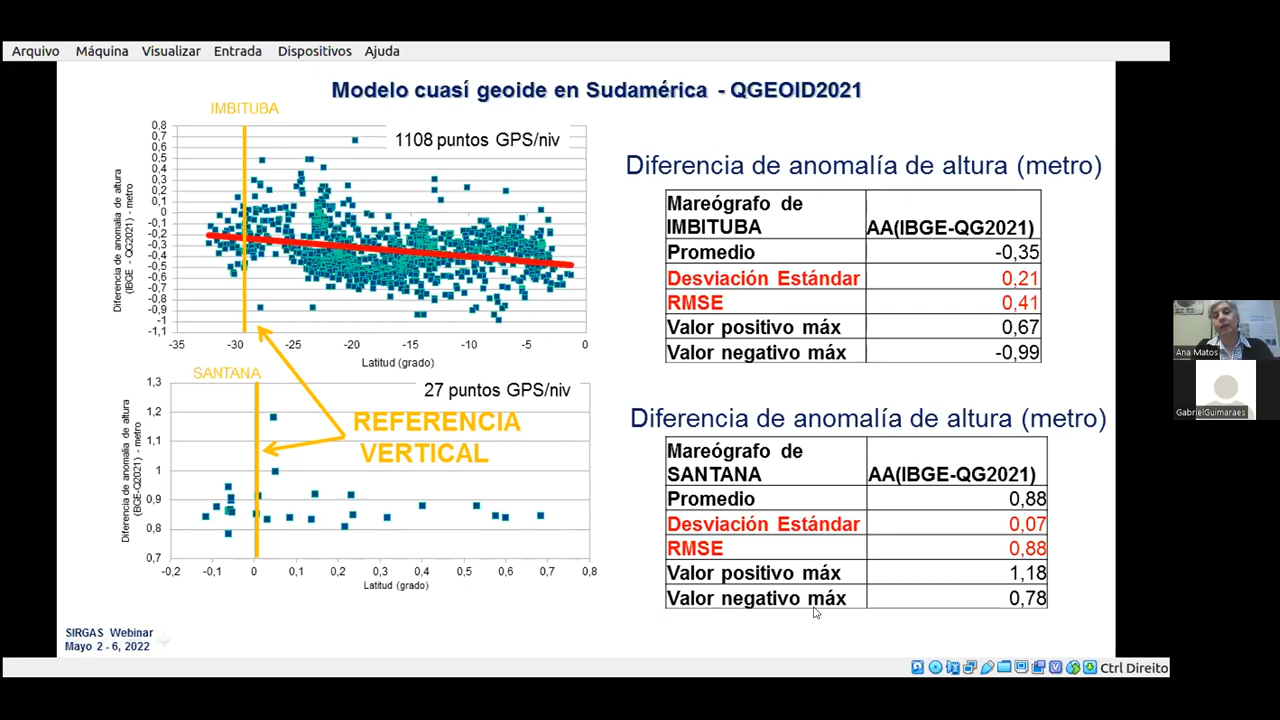 Arquivo Máquina Visualizar Entrada Dispositivos Ajuda
Modelo cuasí geoide en Sudamérica - QGEOID2021
IMBITUBA
1108 puntos GPS/niv
0,8
0,7
0,6
0,5
0,4
0,3
0,2
0,1
0
-0,1
-0,2
-0,3
-0,4
-0,5
-0,6
-0,7
-0,8
-0,9
-1
-1,1
Diferencia de anomalia de altura
(IBGE - QG2021) - metro
-35 -30 -25 -20 -15 -10 -5 0
Latitud (grado)
SANTANA
27 puntos GPS/niv
REFERENCIA
VERTICAL
1,3
1,2
1,1
1
0,9
0,8
0,7
Diferencia de anomalia de altura
(BGE-Q2021) - metro
-0,2 -0,1 0 0,1 0,2 0,3 0,4 0,5 0,6 0,7 0,8
Latitud (grado)
SIRGAS Webinar
Mayo 2 - 6, 2022
Diferencia de anomalía de altura (metro)
Mareógrafo de
IMBITUBA AA(IBGE-QG2021)
Promedio -0,35
Desviación Estándar 0,21
RMSE 0,41
Valor positivo máx 0,67
Valor negativo máx -0,99
Diferencia de anomalía de altura (metro)
Mareógrafo de
SANTANA AA(IBGE-QG2021)
Promedio 0,88
Desviación Estándar 0,07
RMSE 0,88
Valor positivo máx 1,18
Valor negativo máx 0,78
Ana Matos
GabrielGuimaraes
Ctrl Direito